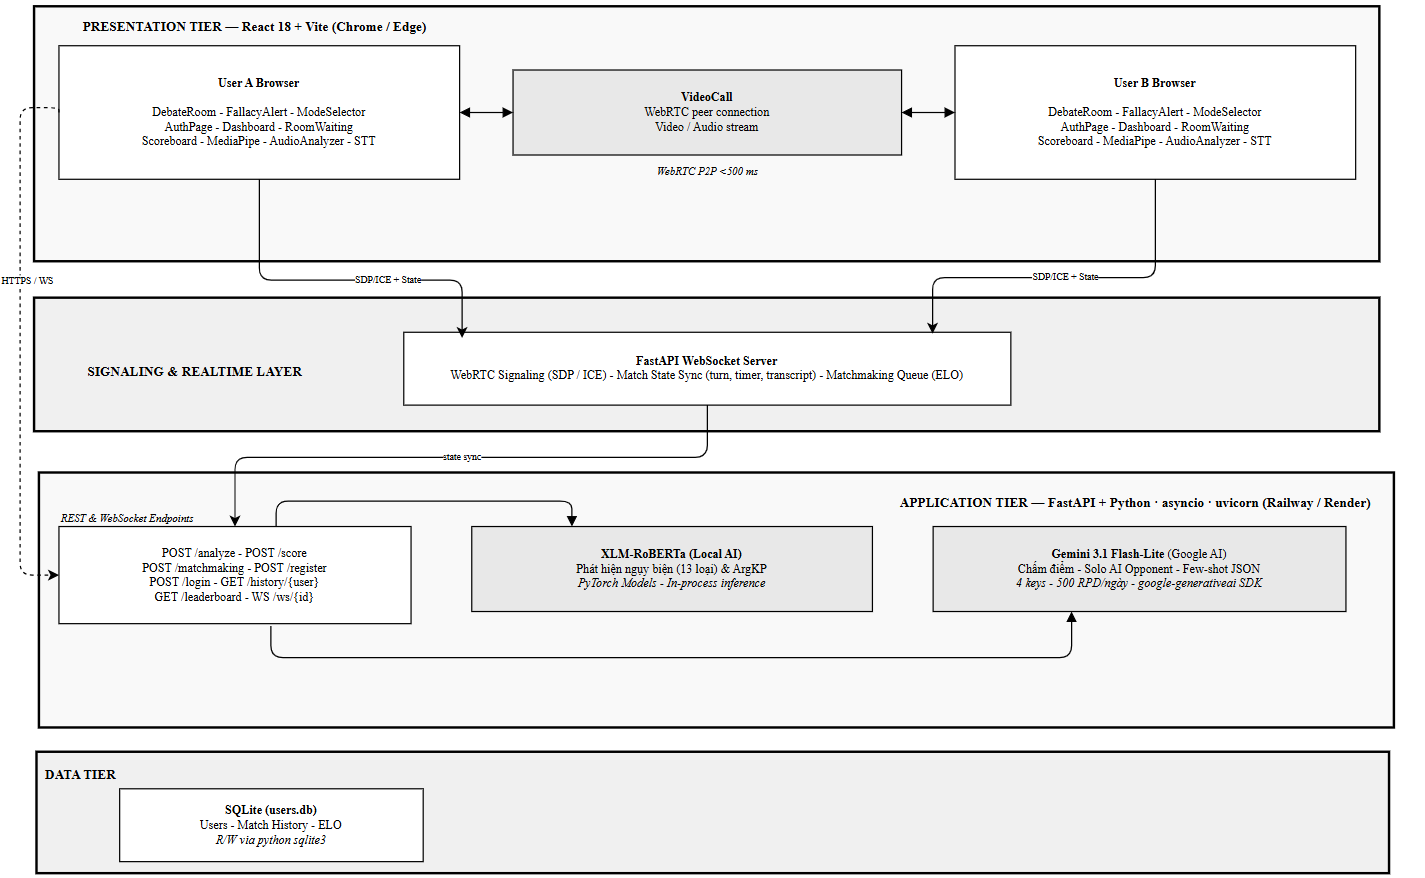 PRESENTATION TIER — React 18 + Vite (Chrome / Edge)
User A Browser
DebateRoom - FallacyAlert - ModeSelector
AuthPage - Dashboard - RoomWaiting
Scoreboard - MediaPipe - AudioAnalyzer - STT
VideoCall
WebRTC peer connection
Video / Audio stream
WebRTC P2P <500 ms
User B Browser
DebateRoom - FallacyAlert - ModeSelector
AuthPage - Dashboard - RoomWaiting
Scoreboard - MediaPipe - AudioAnalyzer - STT
HTTPS / WS
SDP/ICE + State
SDP/ICE + State
SIGNALING & REALTIME LAYER
FastAPI WebSocket Server
WebRTC Signaling (SDP / ICE) - Match State Sync (turn, timer, transcript) - Matchmaking Queue (ELO)
state sync
APPLICATION TIER — FastAPI + Python · asyncio · uvicorn (Railway / Render)
REST & WebSocket Endpoints
POST /analyze - POST /score
POST /matchmaking - POST /register
POST /login - GET /history/{user}
GET /leaderboard - WS /ws/{id}
XLM-RoBERTa (Local AI)
Phát hiện ngụy biện (13 loại) & ArgKP
PyTorch Models - In-process inference
Gemini 3.1 Flash-Lite (Google AI)
Chấm điểm - Solo AI Opponent - Few-shot JSON
4 keys - 500 RPD/ngày - google-generativeai SDK
DATA TIER
SQLite (users.db)
Users - Match History - ELO
R/W via python sqlite3